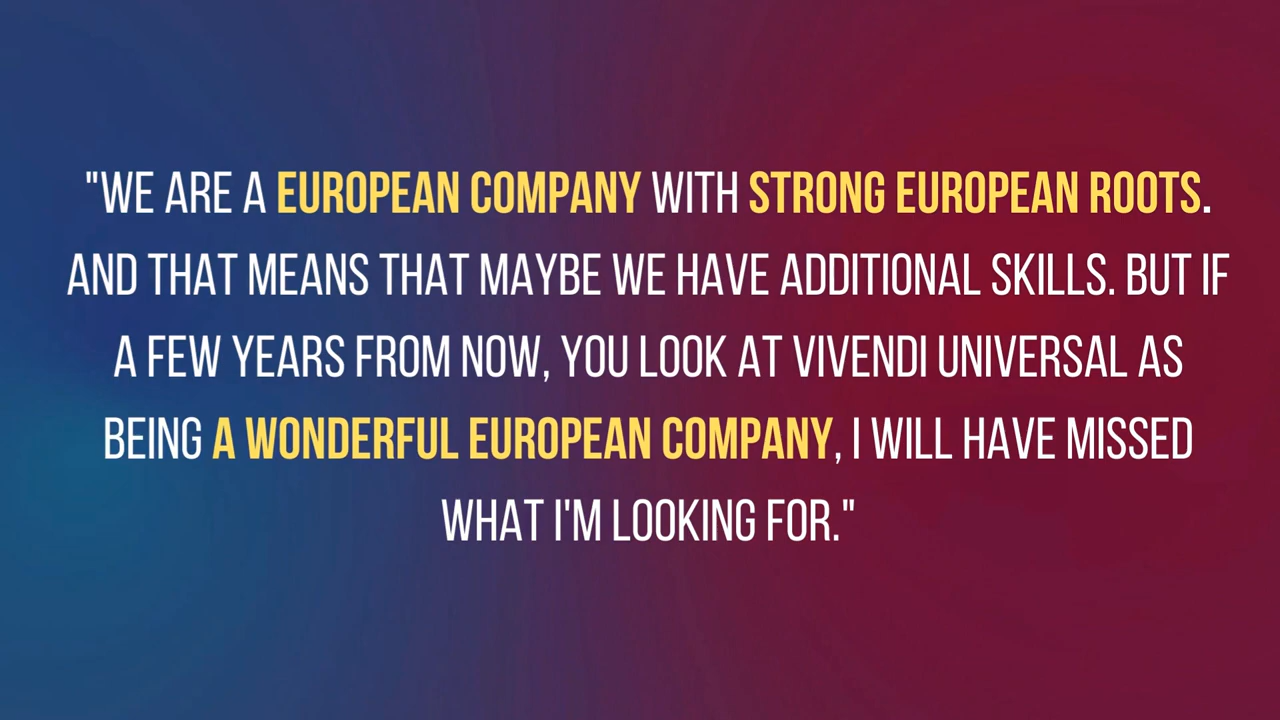 "WE ARE A EUROPEAN COMPANY WITH STRONG EUROPEAN ROOTS.
AND THAT MEANS THAT MAYBE WE HAVE ADDITIONAL SKILLS. BUT IF
A FEW YEARS FROM NOW, YOU LOOK AT VIVENDI UNIVERSAL AS
BEING A WONDERFUL EUROPEAN COMPANY, I WILL HAVE MISSED
WHAT I'M LOOKING FOR."